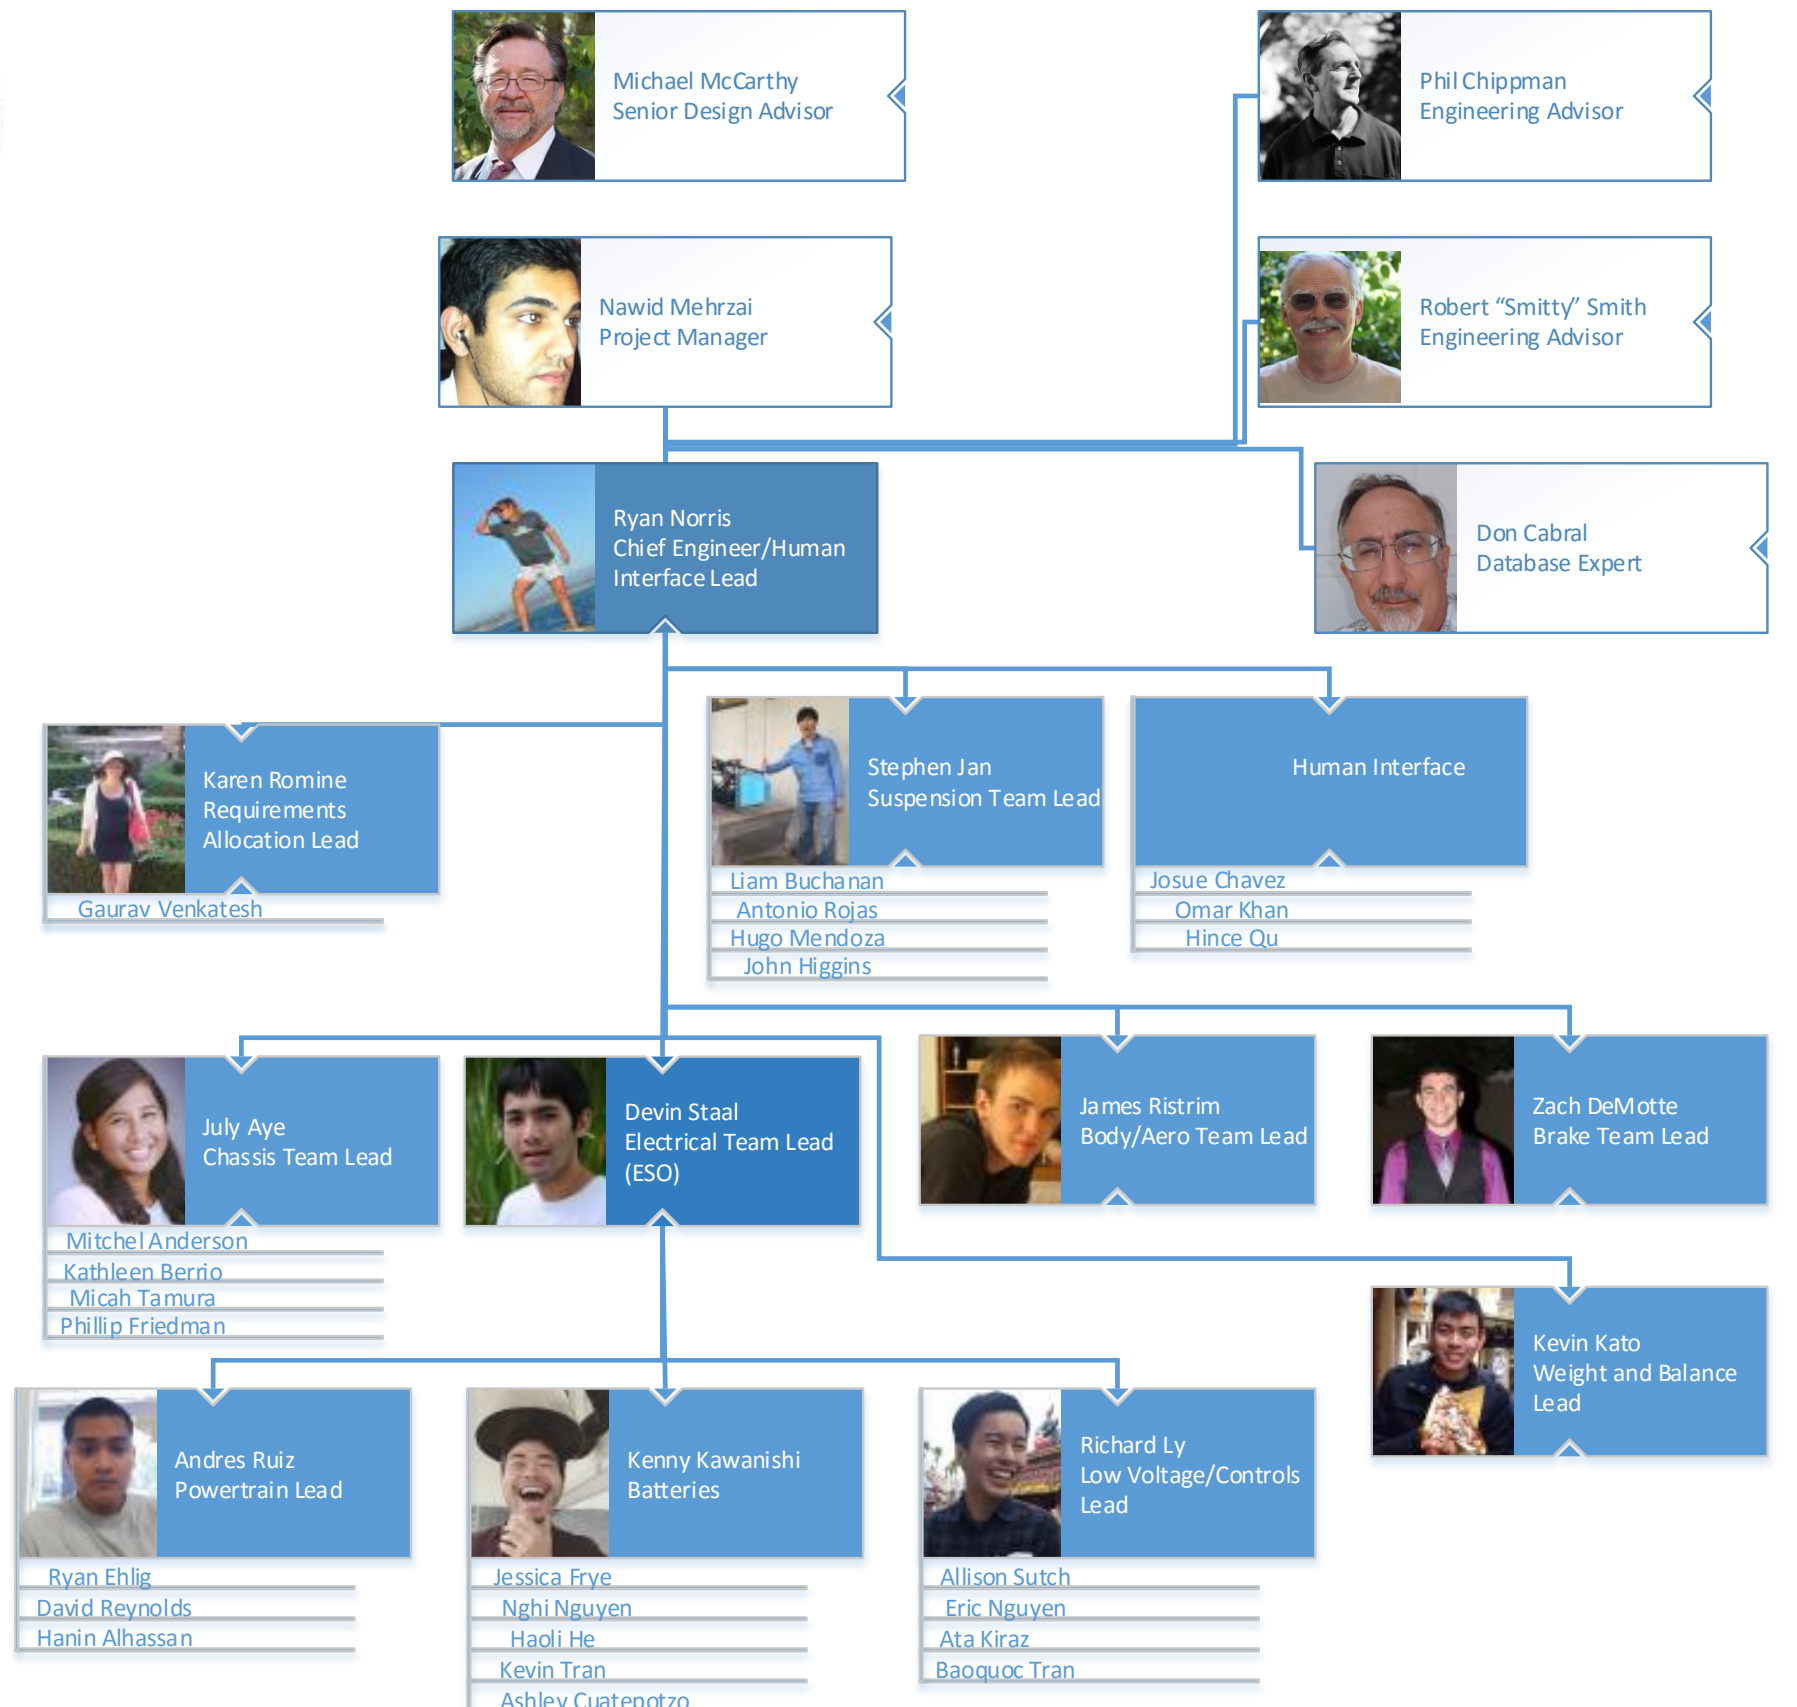 Michael McCarthy
Senior Design Advisor
Phil Chippman
Engineering Advisor
Nawid Mehrzai
Project Manager
Robert “Smitty” Smith
Engineering Advisor
Ryan Norris
Chief Engineer/Human
Interface Lead
Don Cabral
Database Expert
Karen Romine
Requirements
Allocation Lead
Gaurav Venkatesh
Stephen Jan
Suspension Team Lead
Liam Buchanan
Antonio Rojas
Hugo Mendoza
John Higgins
Human Interface
Josue Chavez
Omar Khan
Hince Qu
July Aye
Chassis Team Lead
Mitchel Anderson
Kathleen Berrio
Micah Tamura
Phillip Friedman
Devin Staal
Electrical Team Lead
(ESO)
James Ristrim
Body/Aero Team Lead
Zach DeMotte
Brake Team Lead
Kevin Kato
Weight and Balance
Lead
Andres Ruiz
Powertrain Lead
Ryan Ehlig
David Reynolds
Hanin Alhassan
Kenny Kawanishi
Batteries
Jessica Frye
Nghi Nguyen
Haoli He
Kevin Tran
Ashley Cuatepotzo
Richard Ly
Low Voltage/Controls
Lead
Allison Sutch
Eric Nguyen
Ata Kiraz
Baoquoc Tran